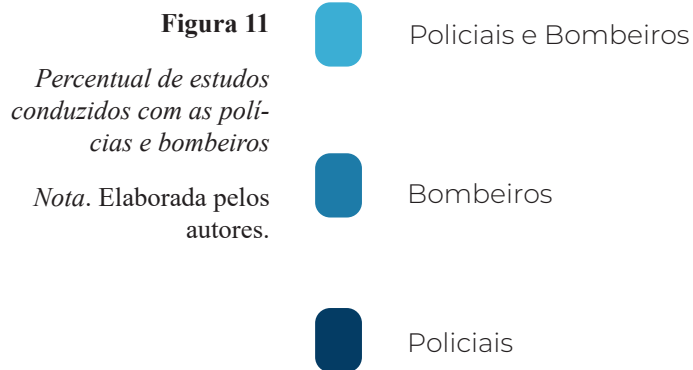 Figura 11
Percentual de estudos
conduzidos com as polí-
cias e bombeiros
Nota. Elaborada pelos
autores.
Policiais e Bombeiros
Bombeiros
Policiais